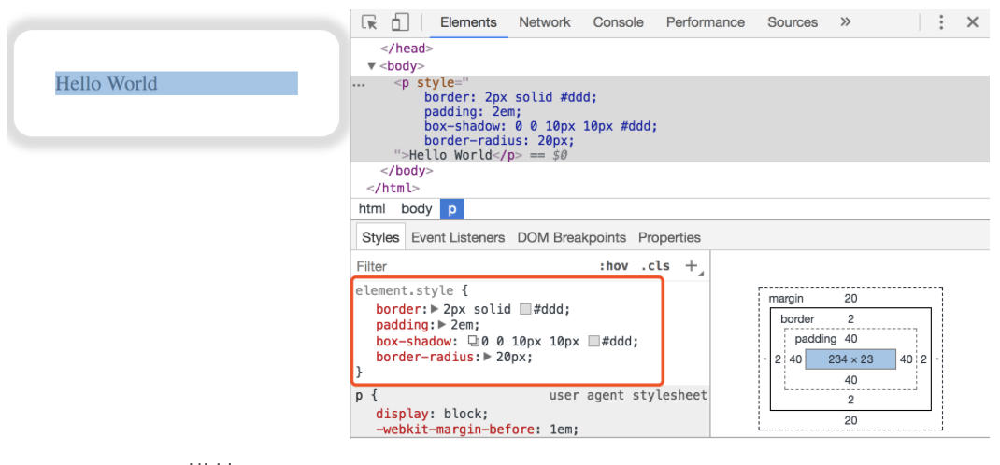 Hello World
Elements Network Console Performance Sources »
</head>
▼<body>
... <p style="
border: 2px solid #ddd;
padding: 2em;
box-shadow: 0 0 10px 10px #ddd;
border-radius: 20px;
">Hello World</p> == $0
</body>
</html>
html body p
Styles Event Listeners DOM Breakpoints Properties
Filter :hov .cls +
element.style {
border:▶ 2px solid #ddd;
padding:▶ 2em;
box-shadow: 0 0 10px 10px #ddd;
border-radius:▶ 20px;
}
p { user agent stylesheet
display: block;
-webkit-margin-before: 1em;
margin 20
border 2
padding 40
- 2 40 234 × 23 40 2 -
40
2
20